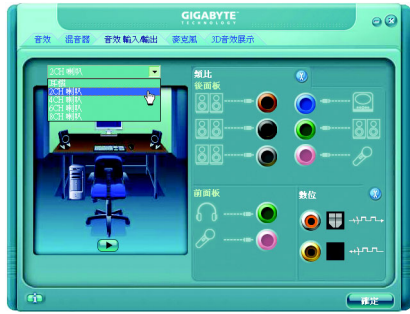 GIGABYTE
TECHNOLOGY
音效 混音器 音效 輸入/輸出 麥克風 3D音效展示
2CH 喇叭
耳機
2CH 喇叭
4CH 喇叭
6CH 喇叭
8CH 喇叭
類比
後面板
前面板
數位
確定